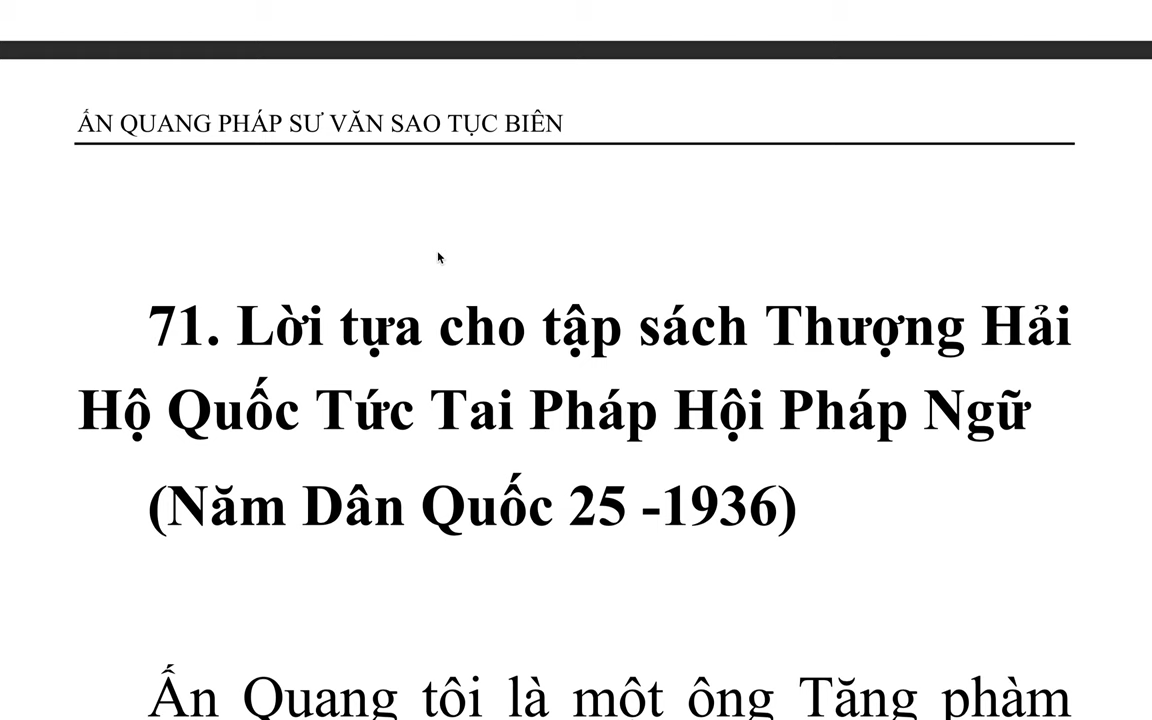 ẤN QUANG PHÁP SƯ VĂN SAO TỤC BIÊN
71. Lời tựa cho tập sách Thượng Hải
Hộ Quốc Tức Tai Pháp Hội Pháp Ngữ
(Năm Dân Quốc 25 -1936)
Ấn Quang tôi là một ông Tăng phàm